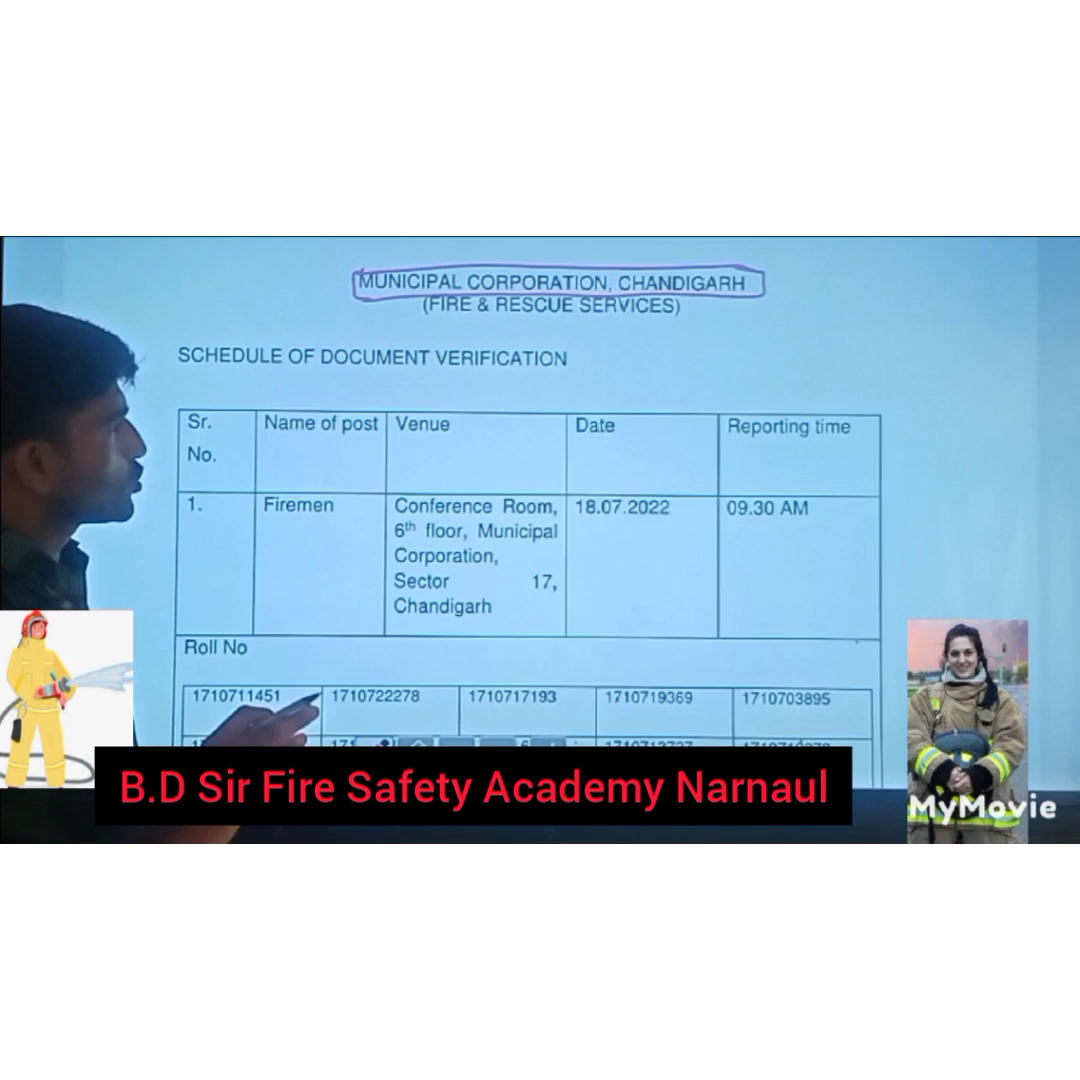 MUNICIPAL CORPORATION, CHANDIGARH
(FIRE & RESCUE SERVICES)
SCHEDULE OF DOCUMENT VERIFICATION
Sr. No.
Name of post
Venue
Date
Reporting time
1.
Firemen
Conference Room,
6th floor, Municipal
Corporation,
Sector 17,
Chandigarh
18.07.2022
09.30 AM
Roll No
1710711451 1710722278 1710717193 1710719369 1710703895
B.D Sir Fire Safety Academy Narnaul
MyMovie